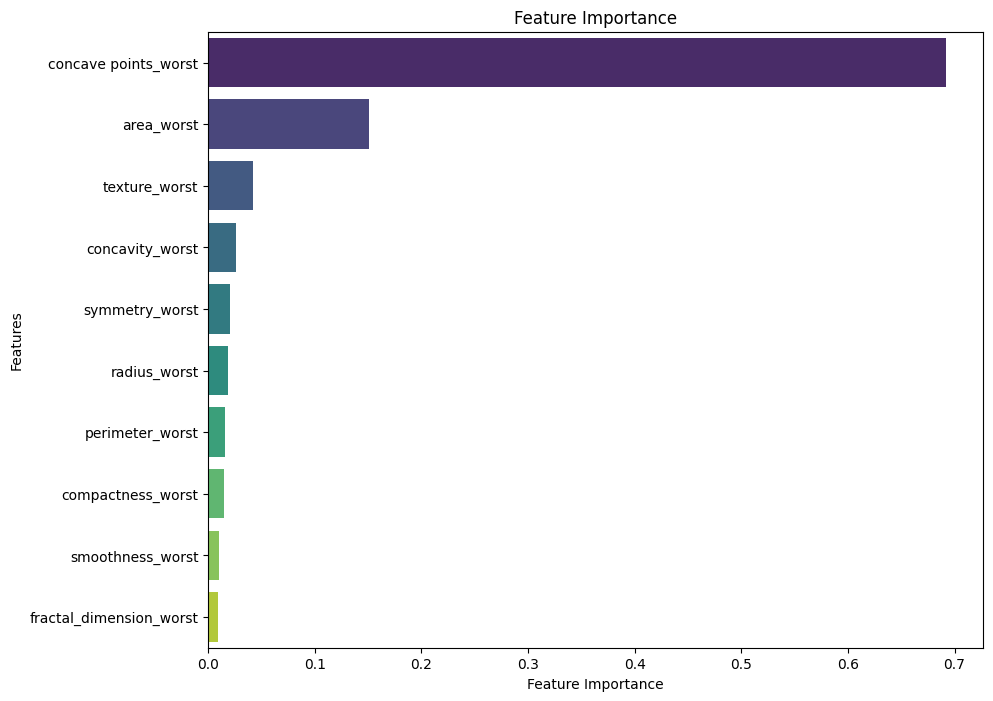 Feature Importance
concave points_worst
area_worst
texture_worst
concavity_worst
symmetry_worst
radius_worst
perimeter_worst
compactness_worst
smoothness_worst
fractal_dimension_worst
Features
0.0 0.1 0.2 0.3 0.4 0.5 0.6 0.7
Feature Importance